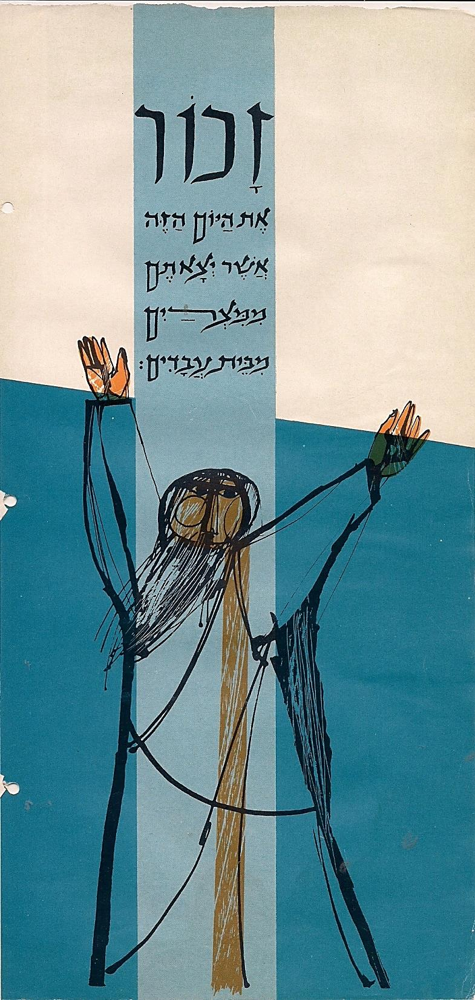 זָכוֹר
אֶת הַיּוֹם הַזֶּה
אֲשֶׁר יְצָאתֶם
מִמִּצְרַיִם
מִבֵּית עֲבָדִים: